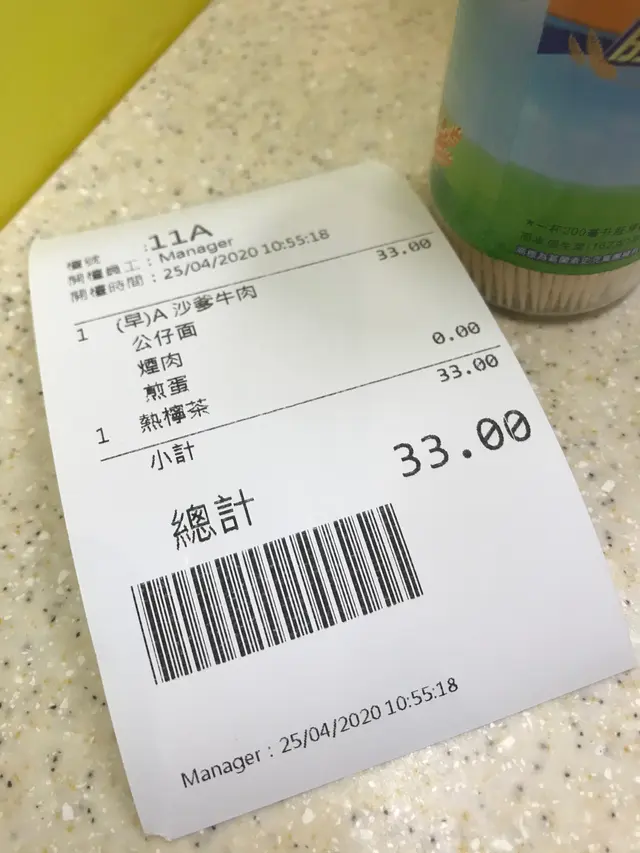 檯號 :11A
開檯員工 : Manager
開檯時間 : 25/04/2020 10:55:18
1 (早)A 沙爹牛肉 33.00
公仔面
煙肉
煎蛋
1 熱檸茶 0.00
小計 33.00
總計 33.00
Manager : 25/04/2020 10:55:18